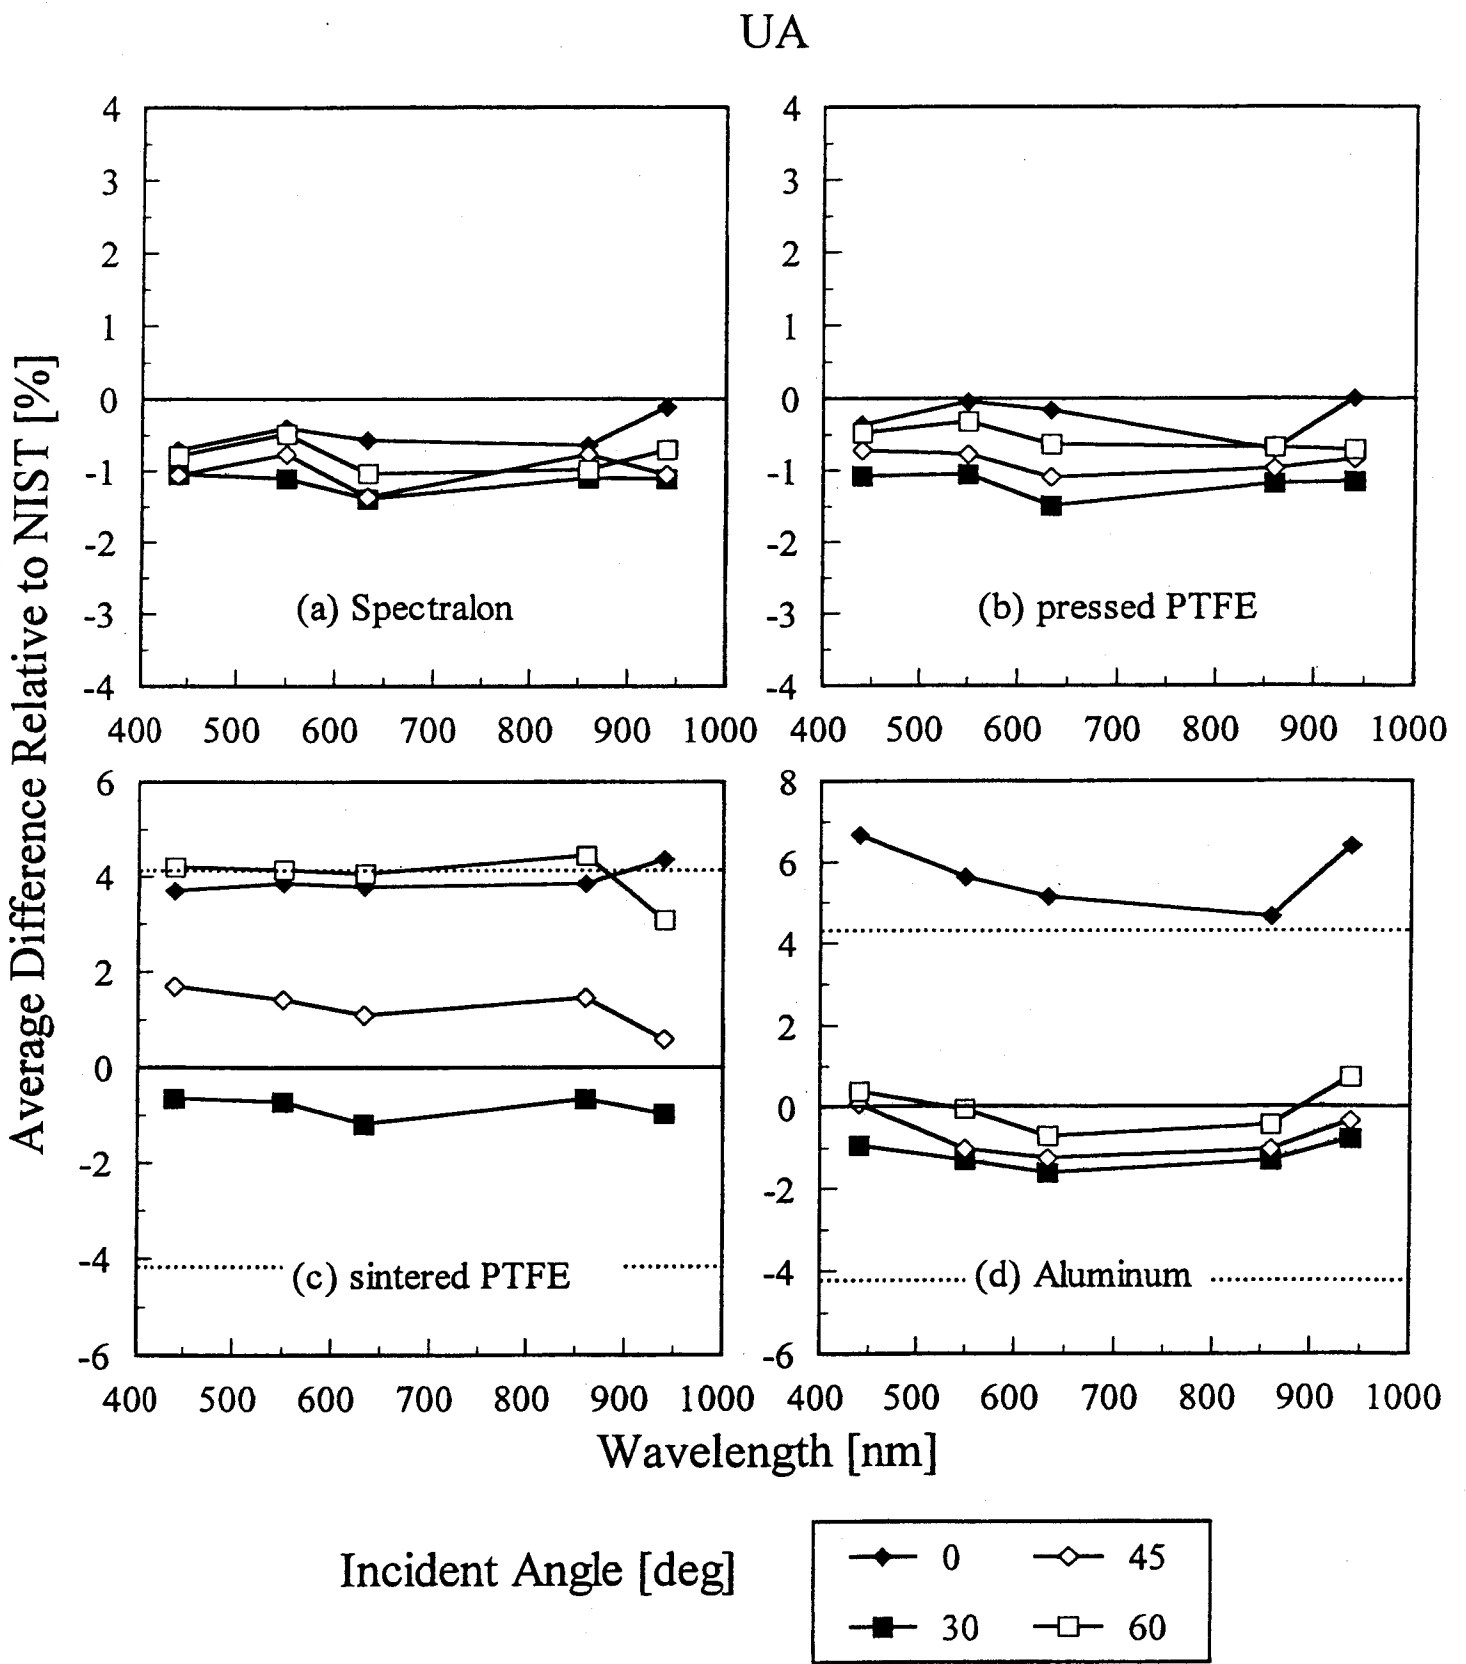 UA
Average Difference Relative to NIST [%]
4
3
2
1
0
-1
-2
-3
-4
(a) Spectralon
400 500 600 700 800 900 1000
4
3
2
1
0
-1
-2
-3
-4
(b) pressed PTFE
400 500 600 700 800 900 1000
6
4
2
0
-2
-4
-6
(c) sintered PTFE
400 500 600 700 800 900 1000
8
6
4
2
0
-2
-4
-6
(d) Aluminum
400 500 600 700 800 900 1000
Wavelength [nm]
Incident Angle [deg]
0 45
30 60